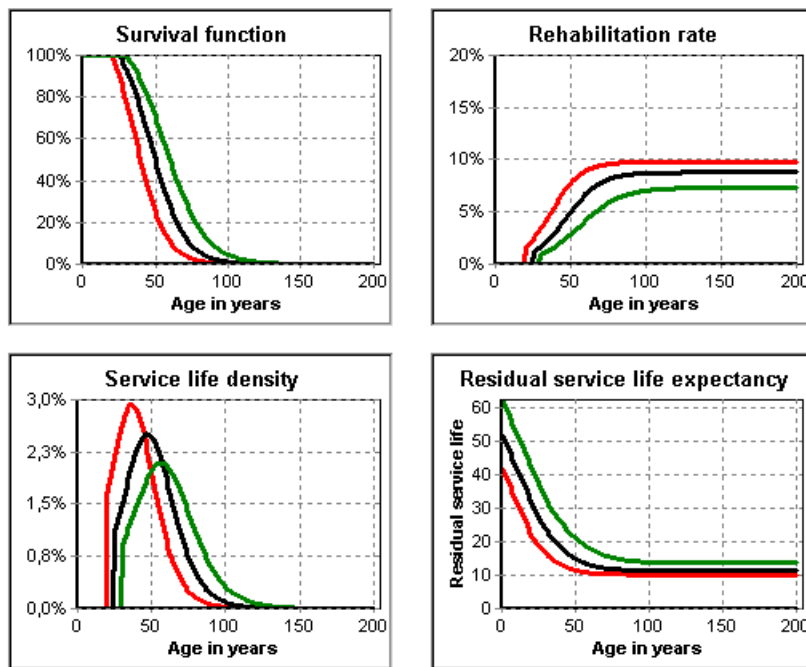 Survival function
100%
80%
60%
40%
20%
0%
0 50 100 150 200
Age in years
Rehabilitation rate
20%
15%
10%
5%
0%
0 50 100 150 200
Age in years
Service life density
3,0%
2,3%
1,5%
0,8%
0,0%
0 50 100 150 200
Age in years
Residual service life expectancy
Residual service life
60
50
40
30
20
10
0
0 50 100 150 200
Age in years